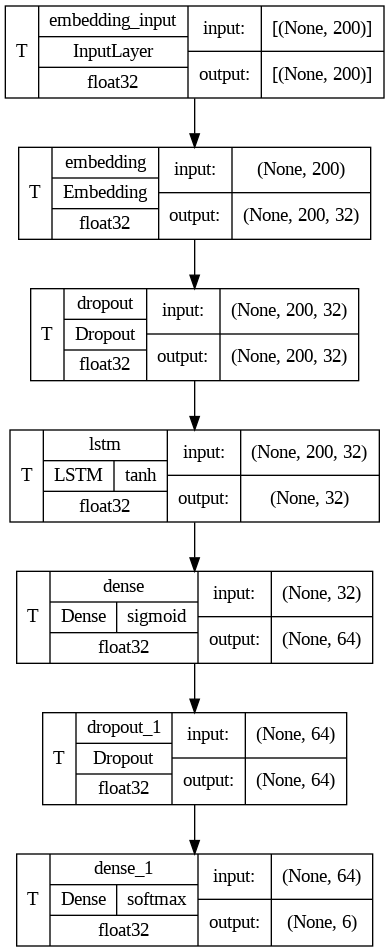 T
embedding_input
InputLayer
float32
input:
[(None, 200)]
output:
[(None, 200)]
T
embedding
Embedding
float32
input:
(None, 200)
output:
(None, 200, 32)
T
dropout
Dropout
float32
input:
(None, 200, 32)
output:
(None, 200, 32)
T
lstm
LSTM
tanh
float32
input:
(None, 200, 32)
output:
(None, 32)
T
dense
Dense
sigmoid
float32
input:
(None, 32)
output:
(None, 64)
T
dropout_1
Dropout
float32
input:
(None, 64)
output:
(None, 64)
T
dense_1
Dense
softmax
float32
input:
(None, 64)
output:
(None, 6)